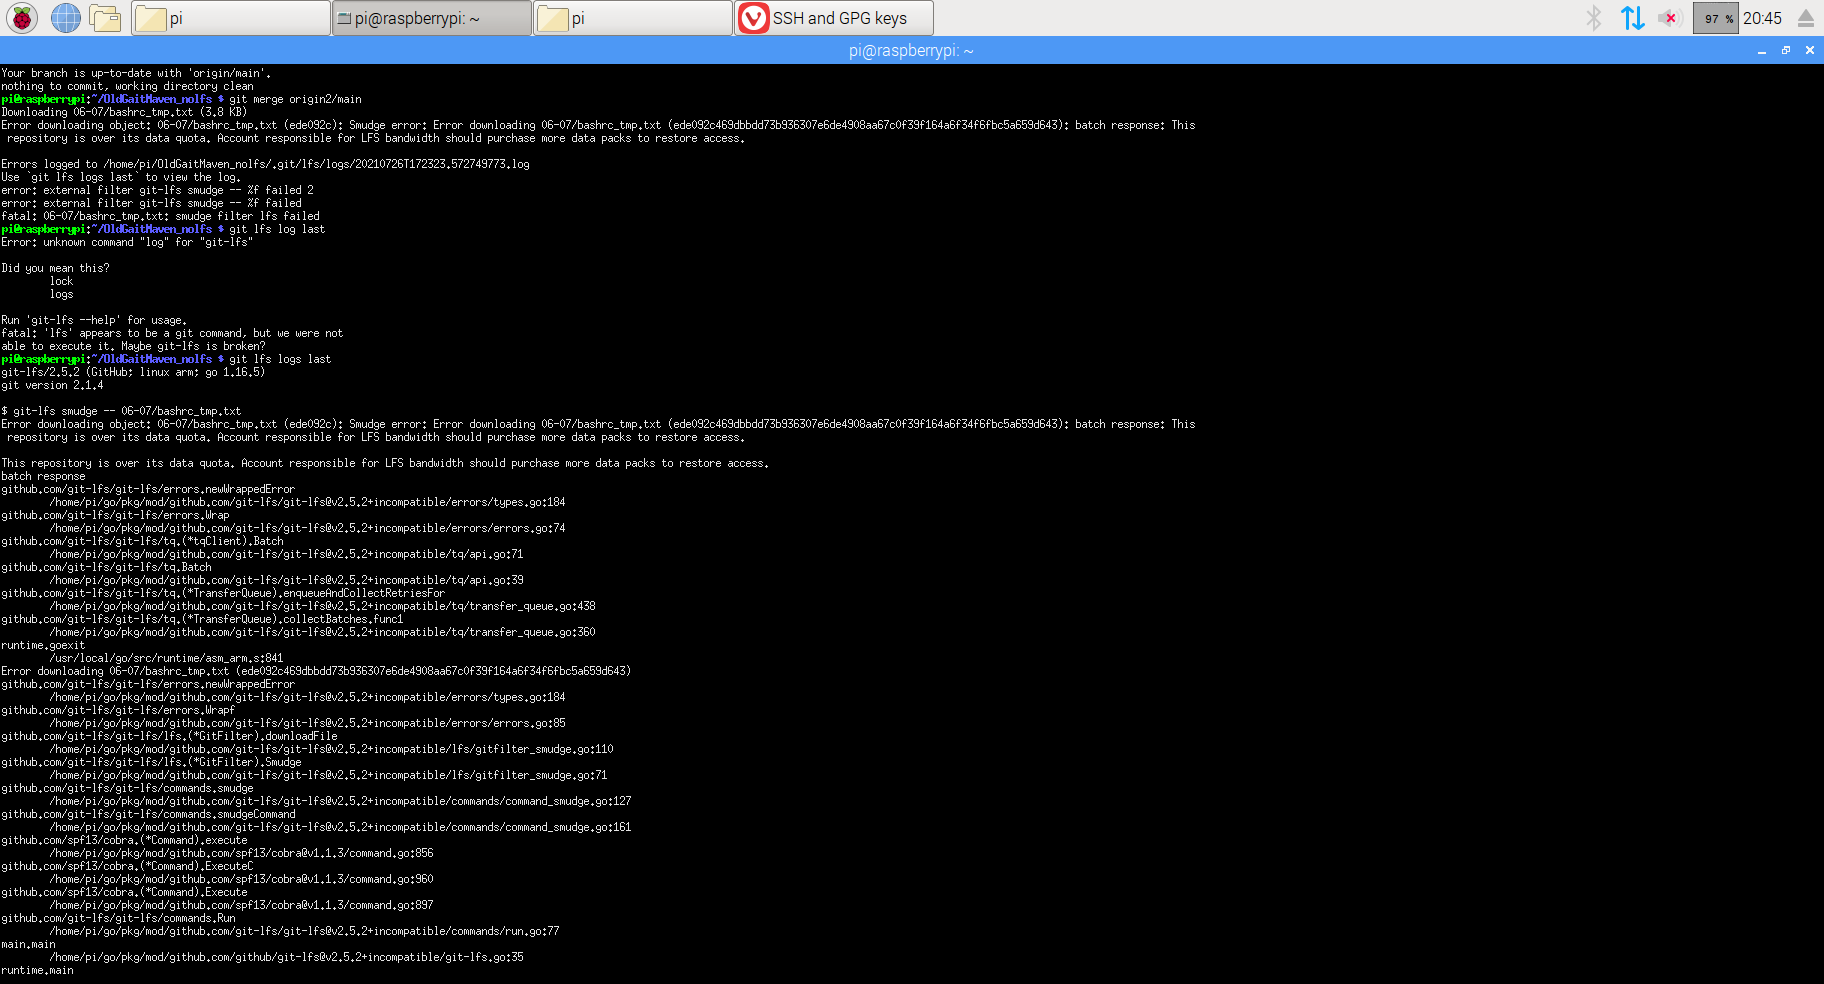 pi
pi@raspberrypi: ~
pi
SSH and GPG keys
97 %
20:45
pi@raspberrypi: ~
Your branch is up-to-date with 'origin/main'.
nothing to commit, working directory clean
pi@raspberrypi:~/OldGaitMaven_nolfs $ git merge origin2/main
Downloading 06-07/bashrc_tmp.txt (3.8 KB)
Error downloading object: 06-07/bashrc_tmp.txt (ede092c): Smudge error: Error downloading 06-07/bashrc_tmp.txt (ede092c469dbbdd73b936307e6de4908aa67c0f39f164a6f34f6fbc5a659d643): batch response: This
 repository is over its data quota. Account responsible for LFS bandwidth should purchase more data packs to restore access.

Errors logged to /home/pi/OldGaitMaven_nolfs/.git/lfs/logs/20210726T172323.572749773.log
Use `git lfs logs last` to view the log.
error: external filter git-lfs smudge -- %f failed 2
error: external filter git-lfs smudge -- %f failed
fatal: 06-07/bashrc_tmp.txt: smudge filter lfs failed
pi@raspberrypi:~/OldGaitMaven_nolfs $ git lfs log last
Error: unknown command "log" for "git-lfs"

Did you mean this?
        lock
        logs

Run 'git-lfs --help' for usage.
fatal: 'lfs' appears to be a git command, but we were not
able to execute it. Maybe git-lfs is broken?
pi@raspberrypi:~/OldGaitMaven_nolfs $ git lfs logs last
git-lfs/2.5.2 (GitHub; linux arm; go 1.16.5)
git version 2.1.4

$ git-lfs smudge -- 06-07/bashrc_tmp.txt
Error downloading object: 06-07/bashrc_tmp.txt (ede092c): Smudge error: Error downloading 06-07/bashrc_tmp.txt (ede092c469dbbdd73b936307e6de4908aa67c0f39f164a6f34f6fbc5a659d643): batch response: This
 repository is over its data quota. Account responsible for LFS bandwidth should purchase more data packs to restore access.

This repository is over its data quota. Account responsible for LFS bandwidth should purchase more data packs to restore access.
batch response
github.com/git-lfs/git-lfs/errors.newWrappedError
        /home/pi/go/pkg/mod/github.com/git-lfs/git-lfs@v2.5.2+incompatible/errors/types.go:184
github.com/git-lfs/git-lfs/errors.Wrap
        /home/pi/go/pkg/mod/github.com/git-lfs/git-lfs@v2.5.2+incompatible/errors/errors.go:74
github.com/git-lfs/git-lfs/tq.(*tqClient).Batch
        /home/pi/go/pkg/mod/github.com/git-lfs/git-lfs@v2.5.2+incompatible/tq/api.go:71
github.com/git-lfs/git-lfs/tq.Batch
        /home/pi/go/pkg/mod/github.com/git-lfs/git-lfs@v2.5.2+incompatible/tq/api.go:39
github.com/git-lfs/git-lfs/tq.(*TransferQueue).enqueueAndCollectRetriesFor
        /home/pi/go/pkg/mod/github.com/git-lfs/git-lfs@v2.5.2+incompatible/tq/transfer_queue.go:438
github.com/git-lfs/git-lfs/tq.(*TransferQueue).collectBatches.func1
        /home/pi/go/pkg/mod/github.com/git-lfs/git-lfs@v2.5.2+incompatible/tq/transfer_queue.go:360
runtime.goexit
        /usr/local/go/src/runtime/asm_arm.s:841
Error downloading 06-07/bashrc_tmp.txt (ede092c469dbbdd73b936307e6de4908aa67c0f39f164a6f34f6fbc5a659d643)
github.com/git-lfs/git-lfs/errors.newWrappedError
        /home/pi/go/pkg/mod/github.com/git-lfs/git-lfs@v2.5.2+incompatible/errors/types.go:184
github.com/git-lfs/git-lfs/errors.Wrapf
        /home/pi/go/pkg/mod/github.com/git-lfs/git-lfs@v2.5.2+incompatible/errors/errors.go:85
github.com/git-lfs/git-lfs/lfs.(*GitFilter).downloadFile
        /home/pi/go/pkg/mod/github.com/git-lfs/git-lfs@v2.5.2+incompatible/lfs/gitfilter_smudge.go:110
github.com/git-lfs/git-lfs/lfs.(*GitFilter).Smudge
        /home/pi/go/pkg/mod/github.com/git-lfs/git-lfs@v2.5.2+incompatible/lfs/gitfilter_smudge.go:71
github.com/git-lfs/git-lfs/commands.smudge
        /home/pi/go/pkg/mod/github.com/git-lfs/git-lfs@v2.5.2+incompatible/commands/command_smudge.go:127
github.com/git-lfs/git-lfs/commands.smudgeCommand
        /home/pi/go/pkg/mod/github.com/git-lfs/git-lfs@v2.5.2+incompatible/commands/command_smudge.go:161
github.com/spf13/cobra.(*Command).execute
        /home/pi/go/pkg/mod/github.com/spf13/cobra@v1.1.3/command.go:856
github.com/spf13/cobra.(*Command).ExecuteC
        /home/pi/go/pkg/mod/github.com/spf13/cobra@v1.1.3/command.go:960
github.com/spf13/cobra.(*Command).Execute
        /home/pi/go/pkg/mod/github.com/spf13/cobra@v1.1.3/command.go:897
github.com/git-lfs/git-lfs/commands.Run
        /home/pi/go/pkg/mod/github.com/git-lfs/git-lfs@v2.5.2+incompatible/commands/run.go:77
main.main
        /home/pi/go/pkg/mod/github.com/github/git-lfs@v2.5.2+incompatible/git-lfs.go:35
runtime.main